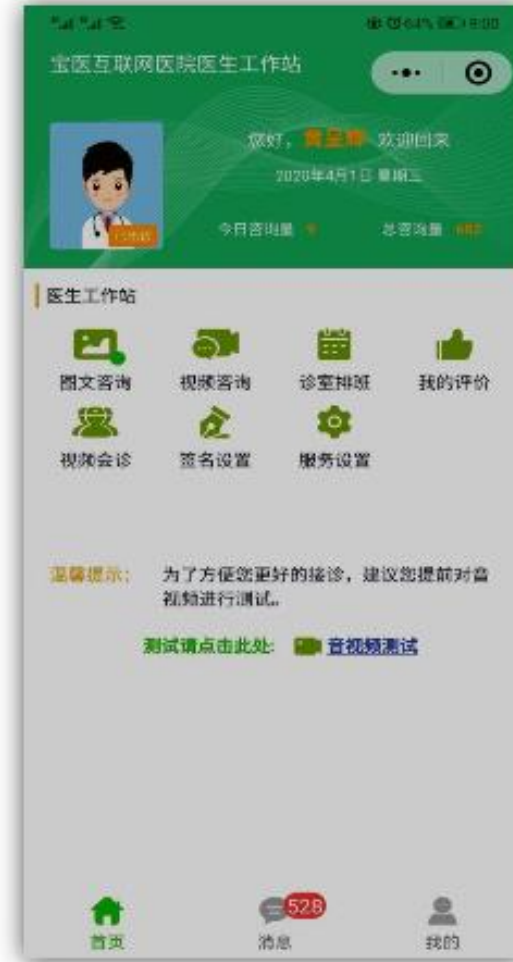 64% 8:00
宝医互联网医院医生工作站
您好， 欢迎回来
2020年4月1日 星期三
今日咨询量 总咨询量
医生工作站
图文咨询 视频咨询 诊室排班 我的评价
视频会诊 签名设置 服务设置
温馨提示： 为了方便您更好的接诊，建议您提前对音
视频进行测试。
测试请点击此处: 音视频测试
528
首页 消息 我的